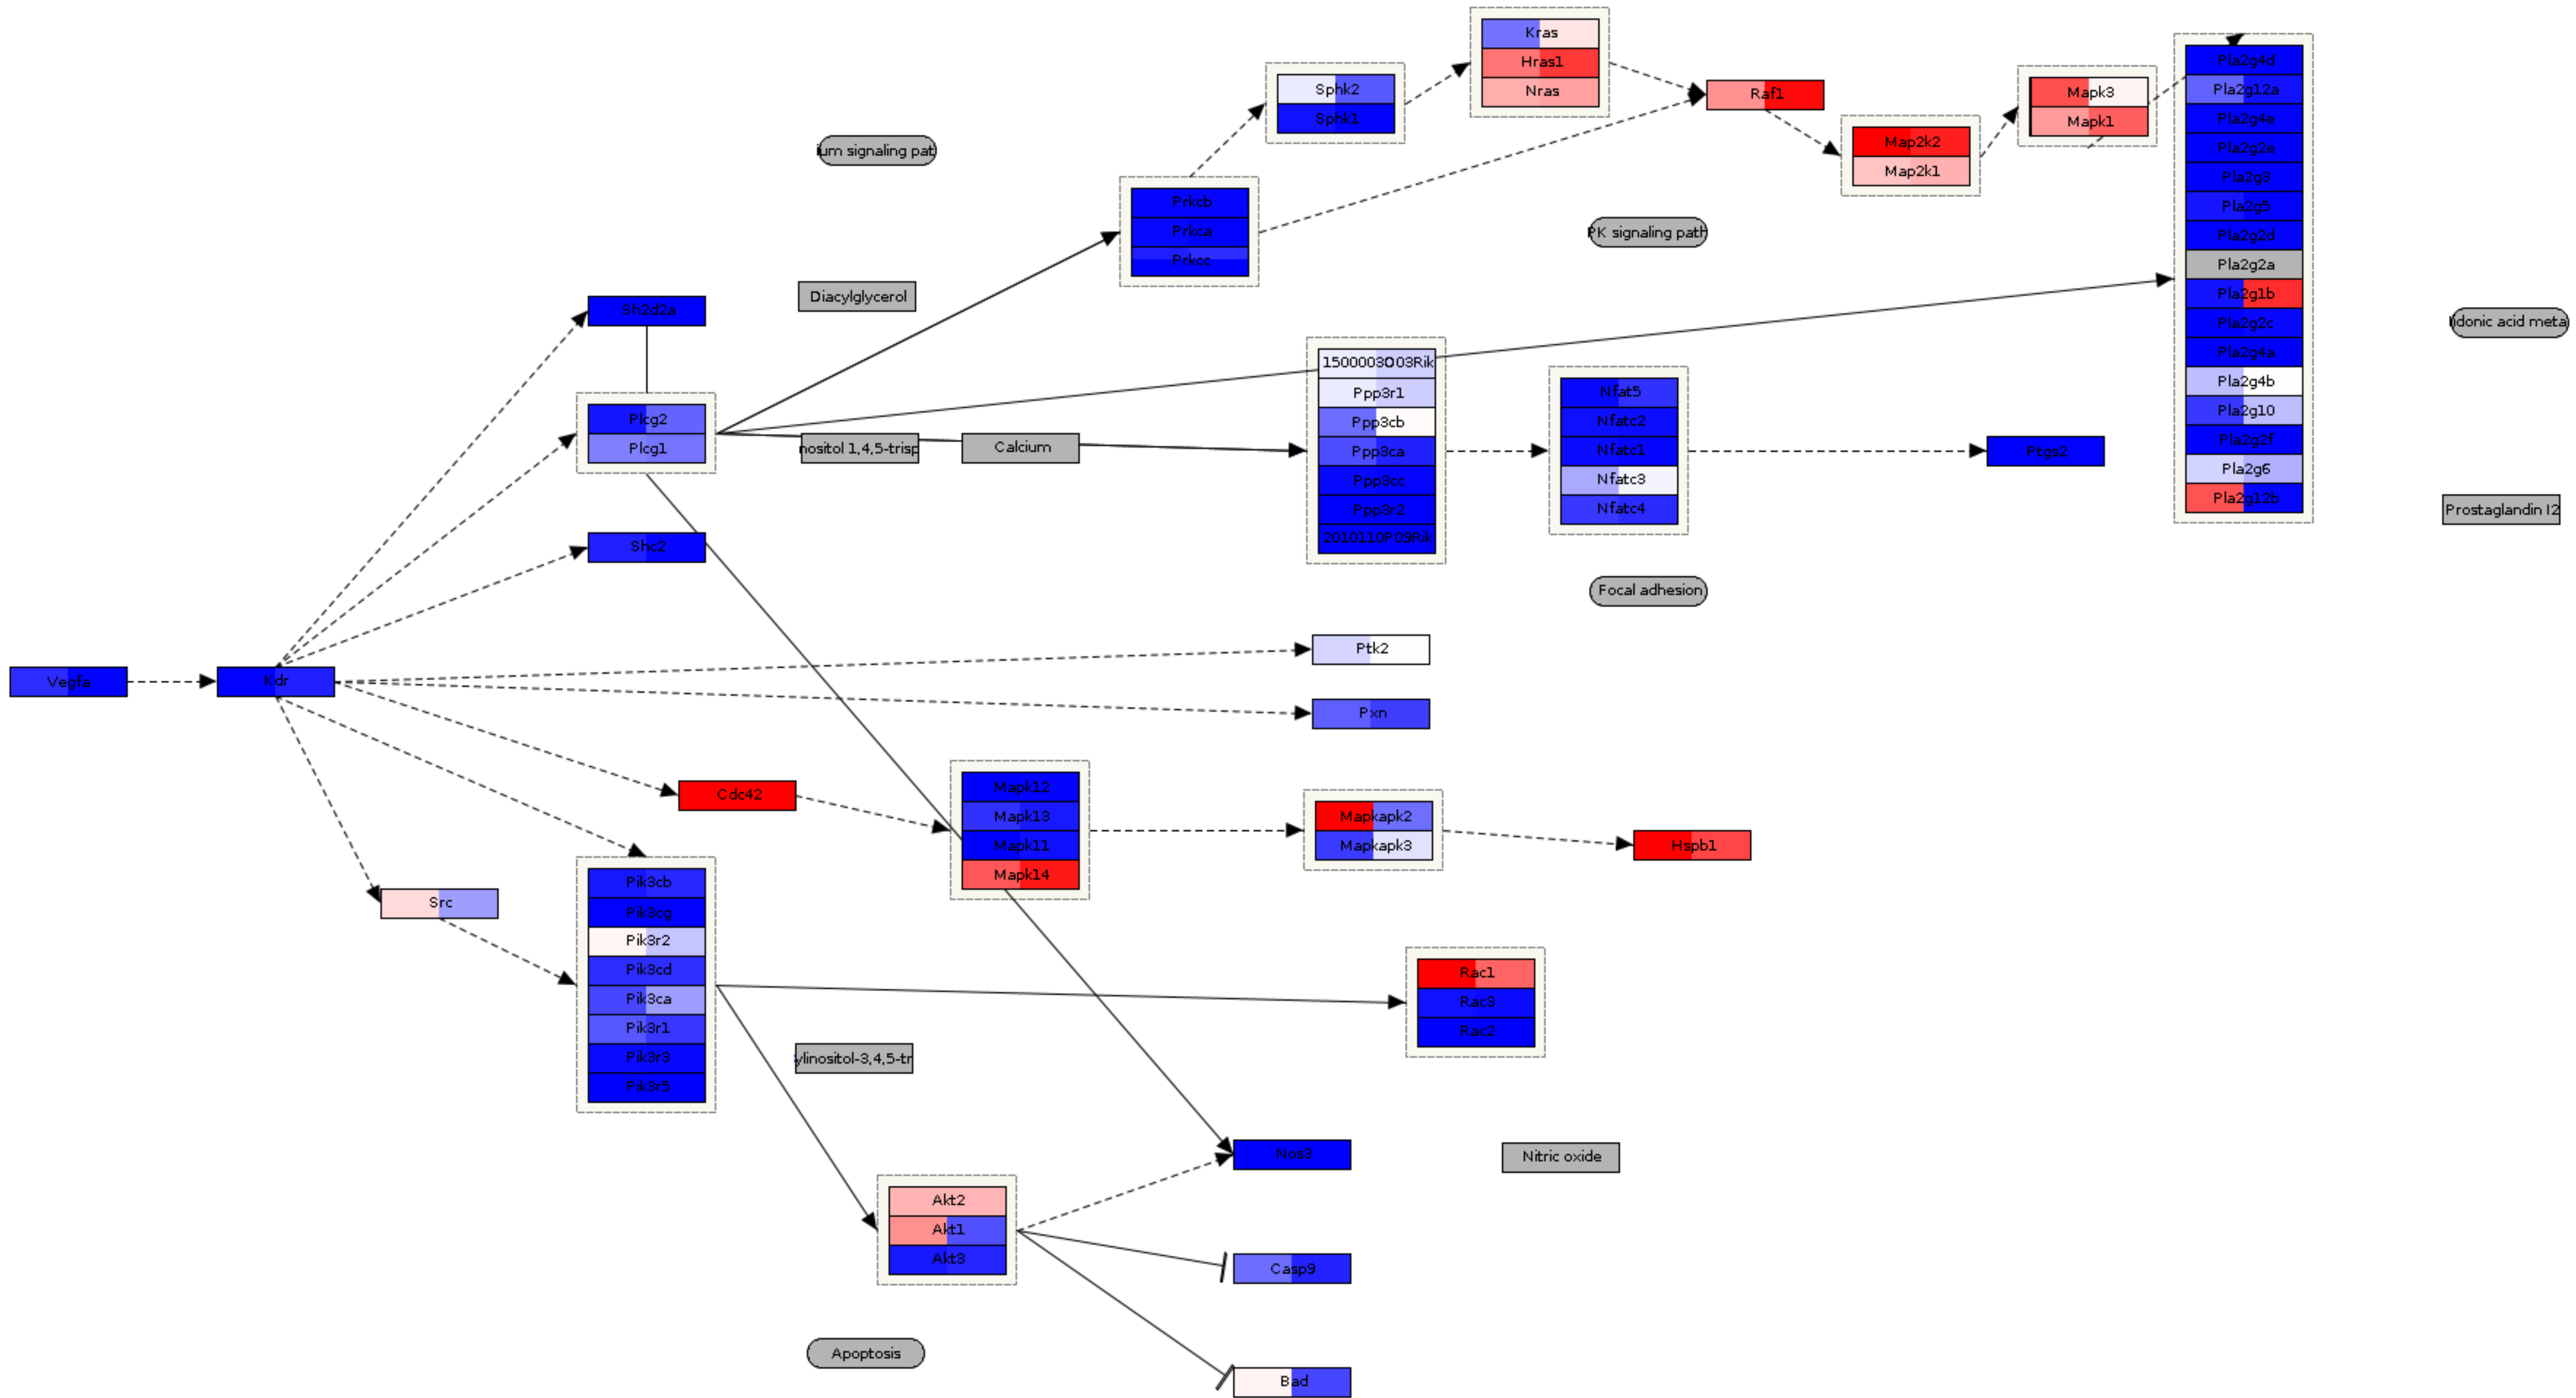 Kras
Hras1
Nras
Sphk2
Sphk1
Raf1
Mapk3
Mapk1
Map2k2
Map2k1
Pla2g4d
Pla2g12a
Pla2g4e
Pla2g2e
Pla2g3
Pla2g5
Pla2g2d
Pla2g2a
Pla2g1b
Pla2g2c
Pla2g4a
Pla2g4b
Pla2g10
Pla2g2f
Pla2g6
Pla2g12b
ium signaling pat
Prkcb
Prkca
Prkcc
PK signaling path
Diacylglycerol
Sh2d2a
idonic acid meta
Plcg2
Plcg1
nositol 1,4,5-trisp
Calcium
1500003O03Rik
Ppp3r1
Ppp3cb
Ppp3ca
Ppp3cc
Ppp3r2
2010110P09Rik
Nfat5
Nfatc2
Nfatc1
Nfatc3
Nfatc4
Ptgs2
Prostaglandin I2
Shc2
Focal adhesion
Ptk2
Vegfa
Kdr
Pxn
Cdc42
Mapk12
Mapk13
Mapk11
Mapk14
Mapkapk2
Mapkapk3
Hspb1
Src
Pik3cb
Pik3cg
Pik3r2
Pik3cd
Pik3ca
Pik3r1
Pik3r3
Pik3r5
Rac1
Rac3
Rac2
ylinositol-3,4,5-tr
Nos3
Nitric oxide
Akt2
Akt1
Akt3
Casp9
Apoptosis
Bad